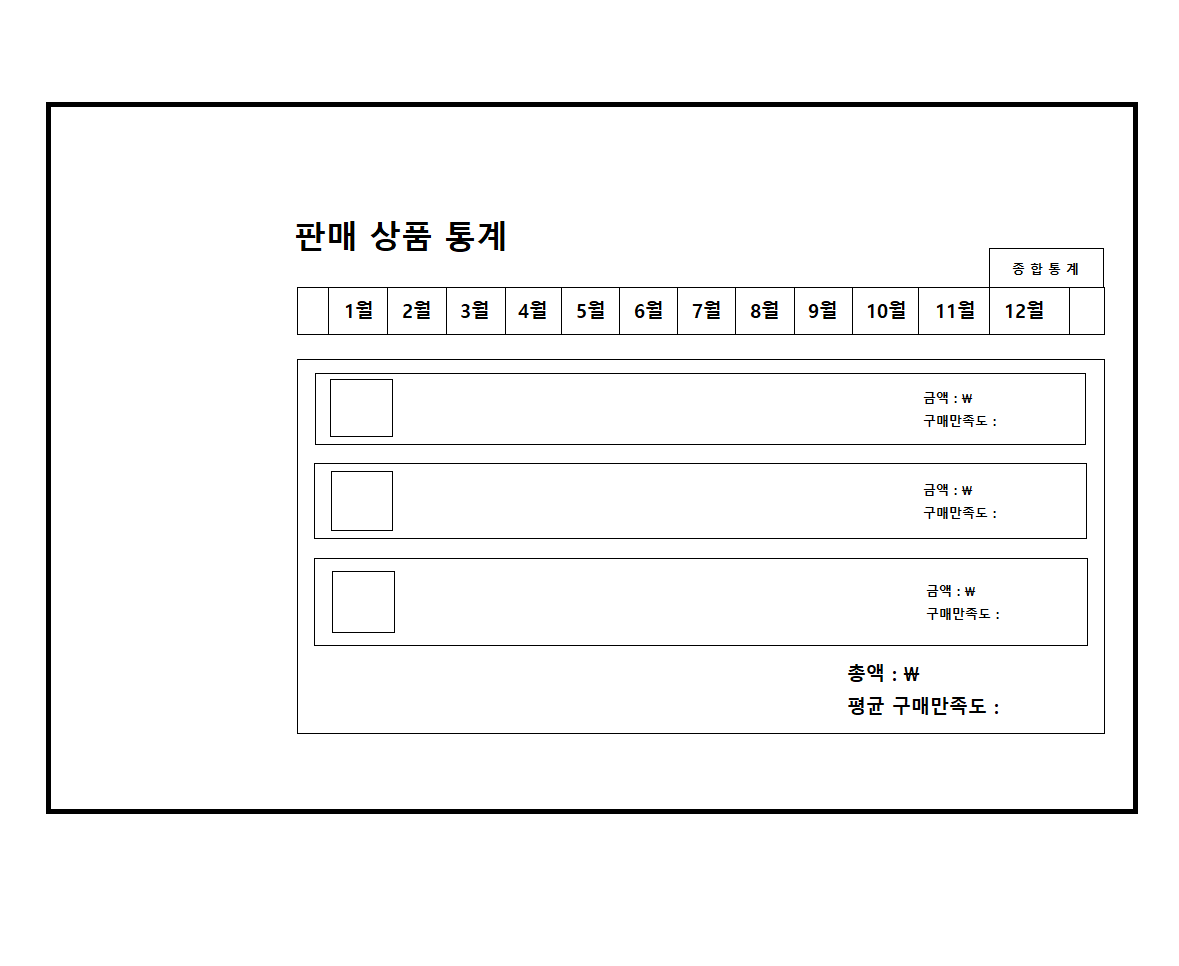 판매 상품 통계
종 합 통 계
1월 2월 3월 4월 5월 6월 7월 8월 9월 10월 11월 12월
금액 : ₩
구매만족도 :
금액 : ₩
구매만족도 :
금액 : ₩
구매만족도 :
총액 : ₩
평균 구매만족도 :